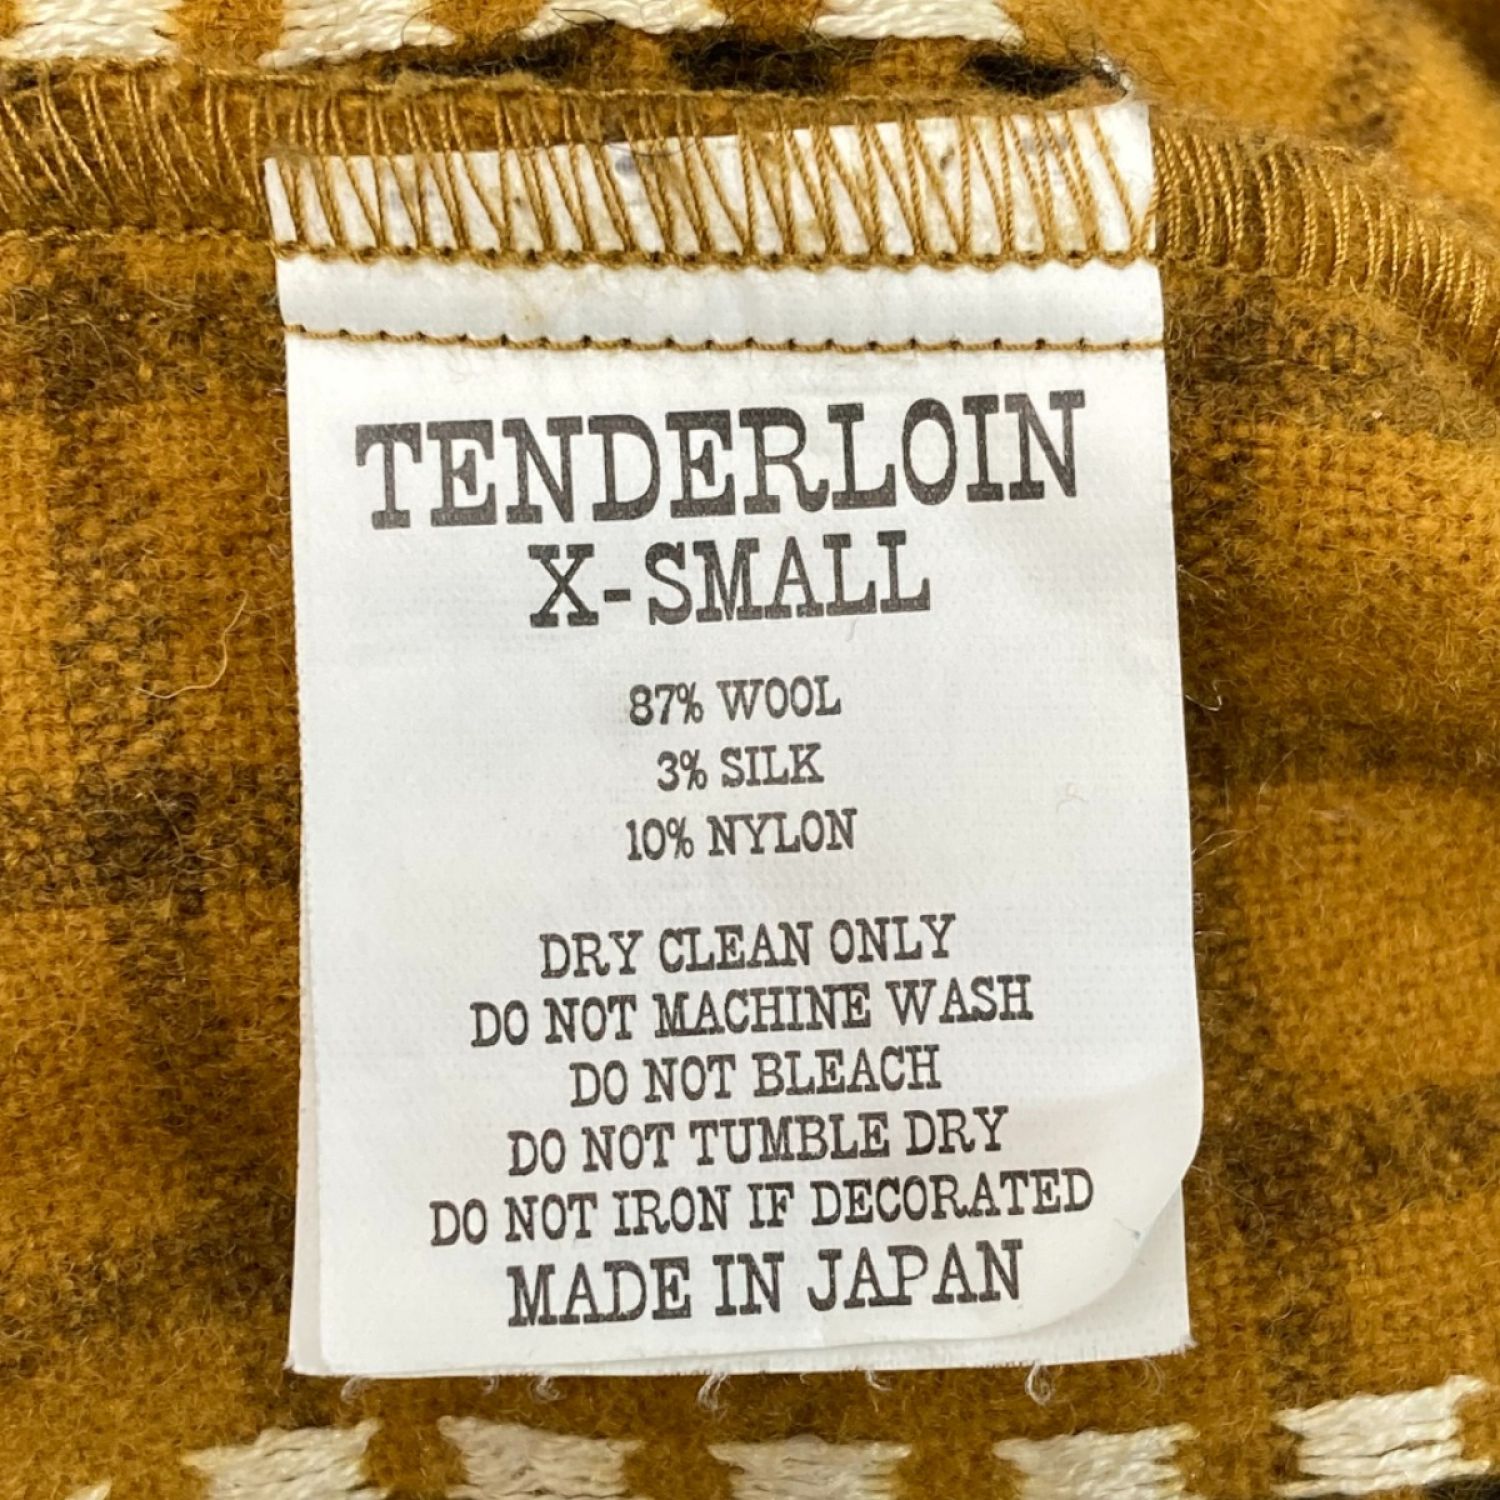 TENDERLOIN
X-SMALL
87% WOOL
3% SILK
10% NYLON
DRY CLEAN ONLY
DO NOT MACHINE WASH
DO NOT BLEACH
DO NOT TUMBLE DRY
DO NOT IRON IF DECORATED
MADE IN JAPAN